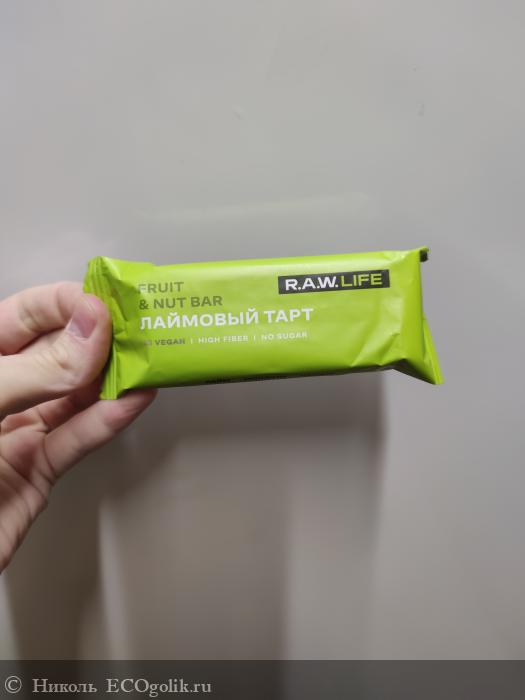 FRUIT
& NUT BAR
R.A.W. LIFE
ЛАЙМОВЫЙ ТАРТ
VEGAN | HIGH FIBER | NO SUGAR
© Николь ECOgolik.ru